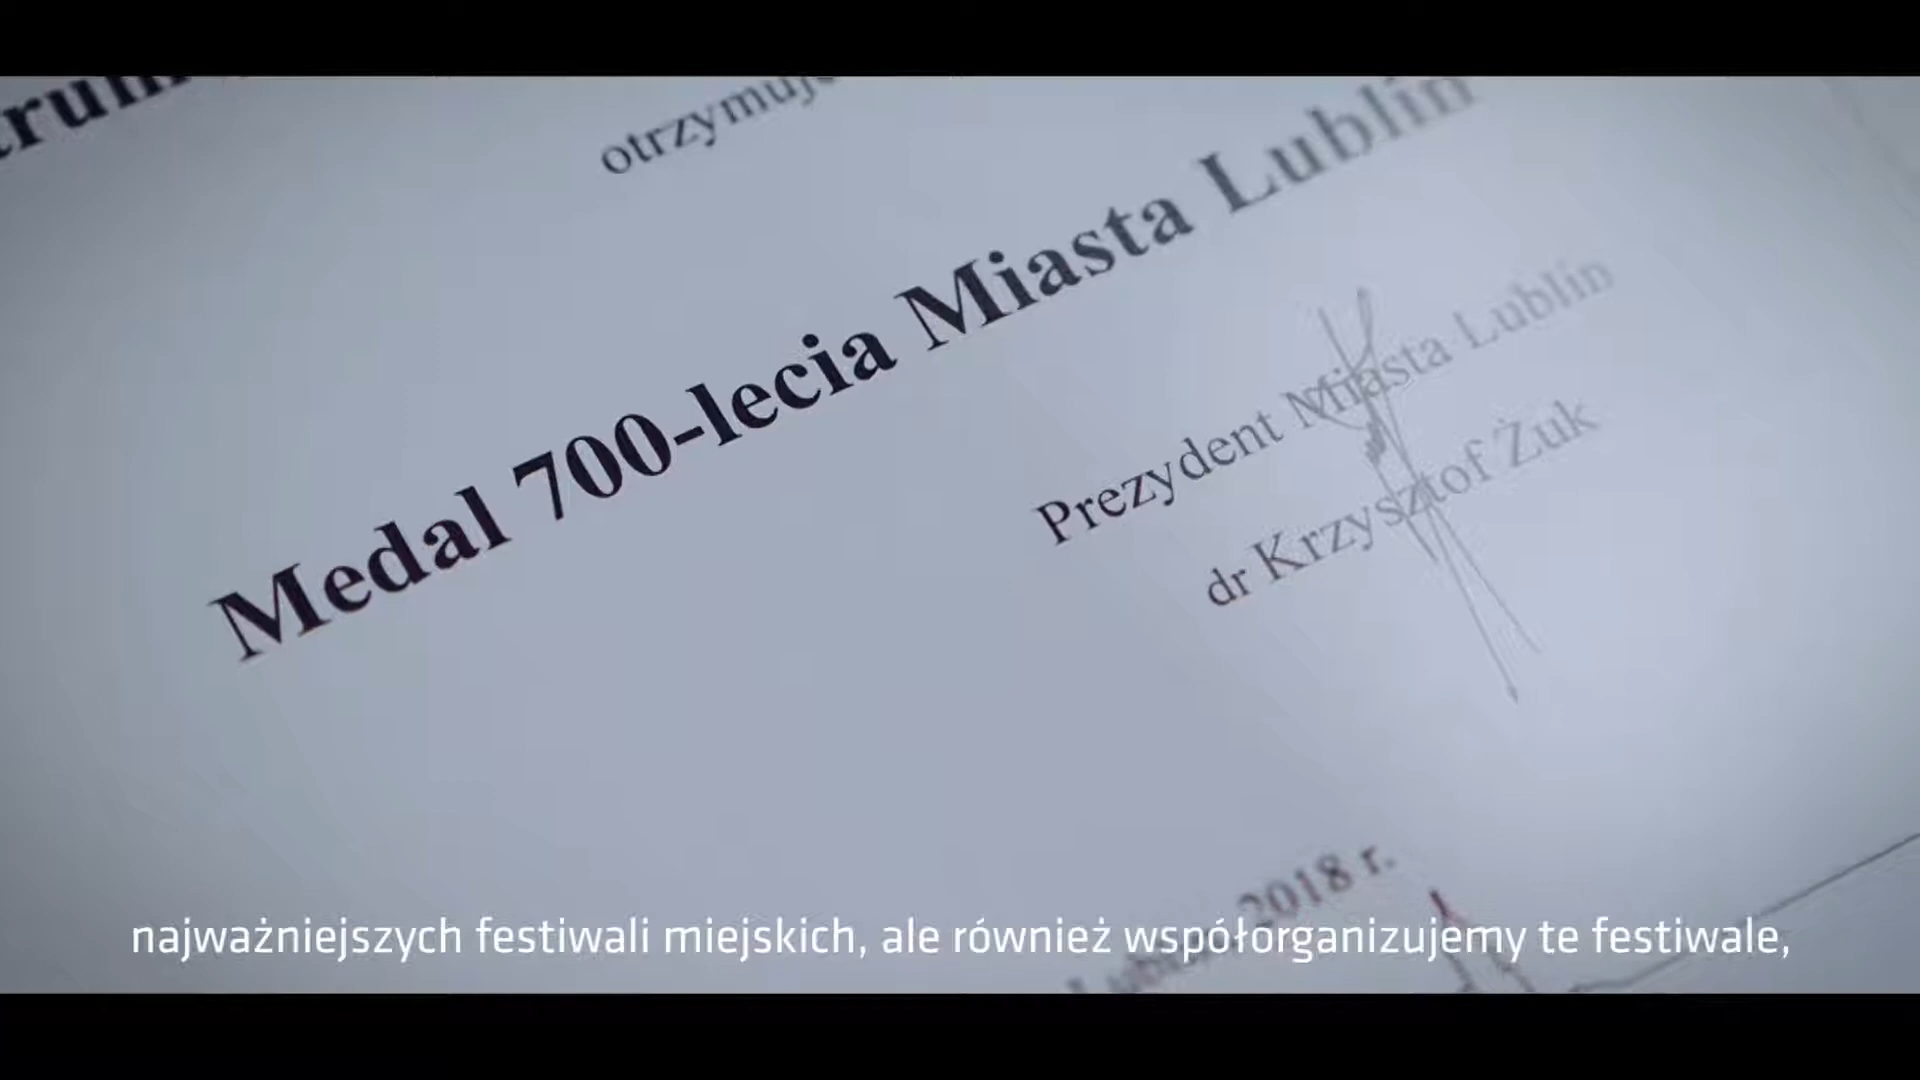 otrzymuje
Medal 700-lecia Miasta Lublin
Prezydent Miasta Lublin
dr Krzysztof Żuk
2018 r.
najważniejszych festiwali miejskich, ale również współorganizujemy te festiwale,